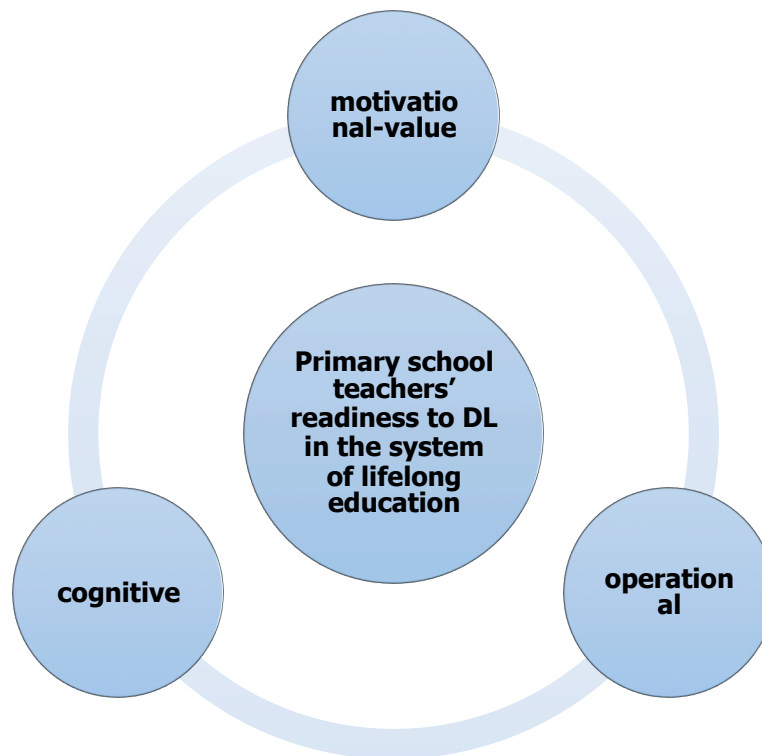 motivatio
nal-value
Primary school
teachers’
readiness to DL
in the system
of lifelong
education
cognitive
operation
al